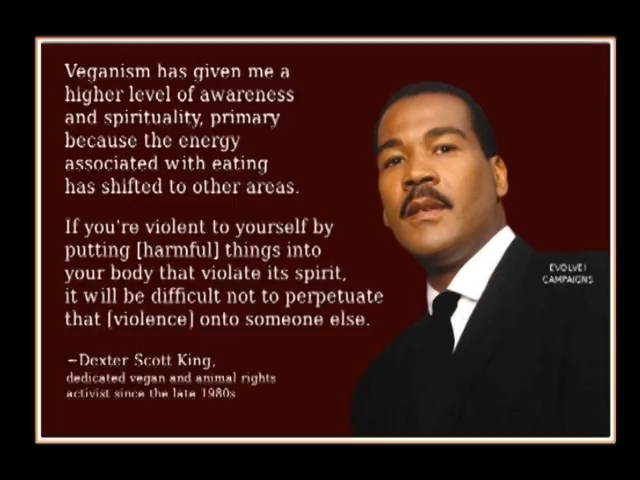 Veganism has given me a
higher level of awareness
and spirituality, primary
because the energy
associated with eating
has shifted to other areas.
If you're violent to yourself by
putting [harmful] things into
your body that violate its spirit,
it will be difficult not to perpetuate
that [violence] onto someone else.
~Dexter Scott King,
dedicated vegan and animal rights
activist since the late 1980s
EVOLVE!
CAMPAIGNS